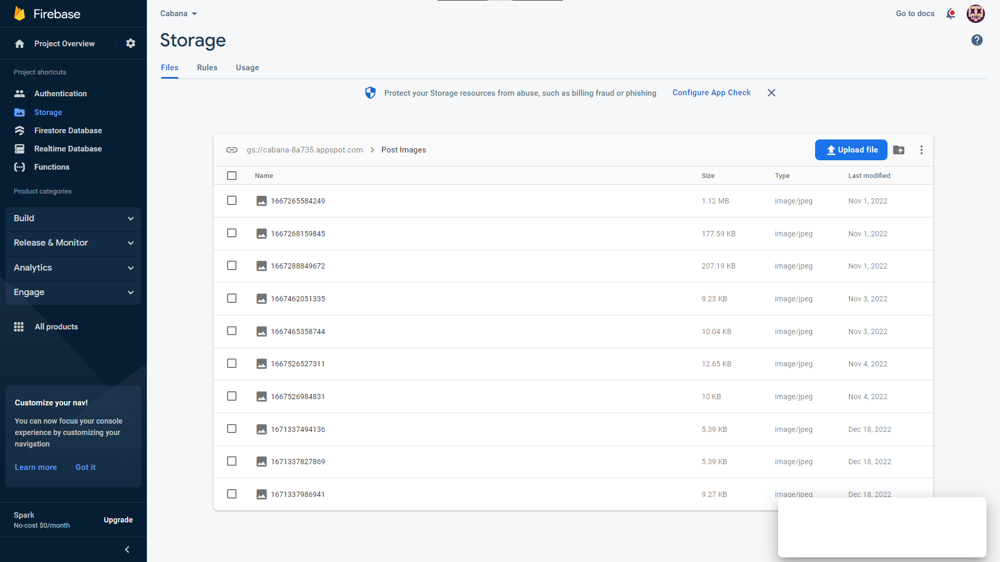 Firebase
Project Overview
Project shortcuts
Authentication
Storage
Firestore Database
Realtime Database
Functions
Product categories
Build
Release & Monitor
Analytics
Engage
All products
Customize your nav!
You can now focus your console
experience by customizing your
navigation
Learn more Got it
Spark
No-cost $0/month
Upgrade
Cabana
Go to docs
Storage
Files Rules Usage
Protect your Storage resources from abuse, such as billing fraud or phishing Configure App Check
gs://cabana-8a735.appspot.com > Post Images
Upload file
Name Size Type Last modified
1667265584249 1.12 MB image/jpeg Nov 1, 2022
1667268159845 177.59 KB image/jpeg Nov 1, 2022
1667288849672 207.19 KB image/jpeg Nov 1, 2022
1667462051335 9.23 KB image/jpeg Nov 3, 2022
1667465358744 10.04 KB image/jpeg Nov 3, 2022
1667526527311 12.65 KB image/jpeg Nov 4, 2022
1667526984831 10 KB image/jpeg Nov 4, 2022
1671337494136 5.39 KB image/jpeg Dec 18, 2022
1671337827869 5.39 KB image/jpeg Dec 18, 2022
1671337986941 9.27 KB image/jpeg Dec 18, 2022